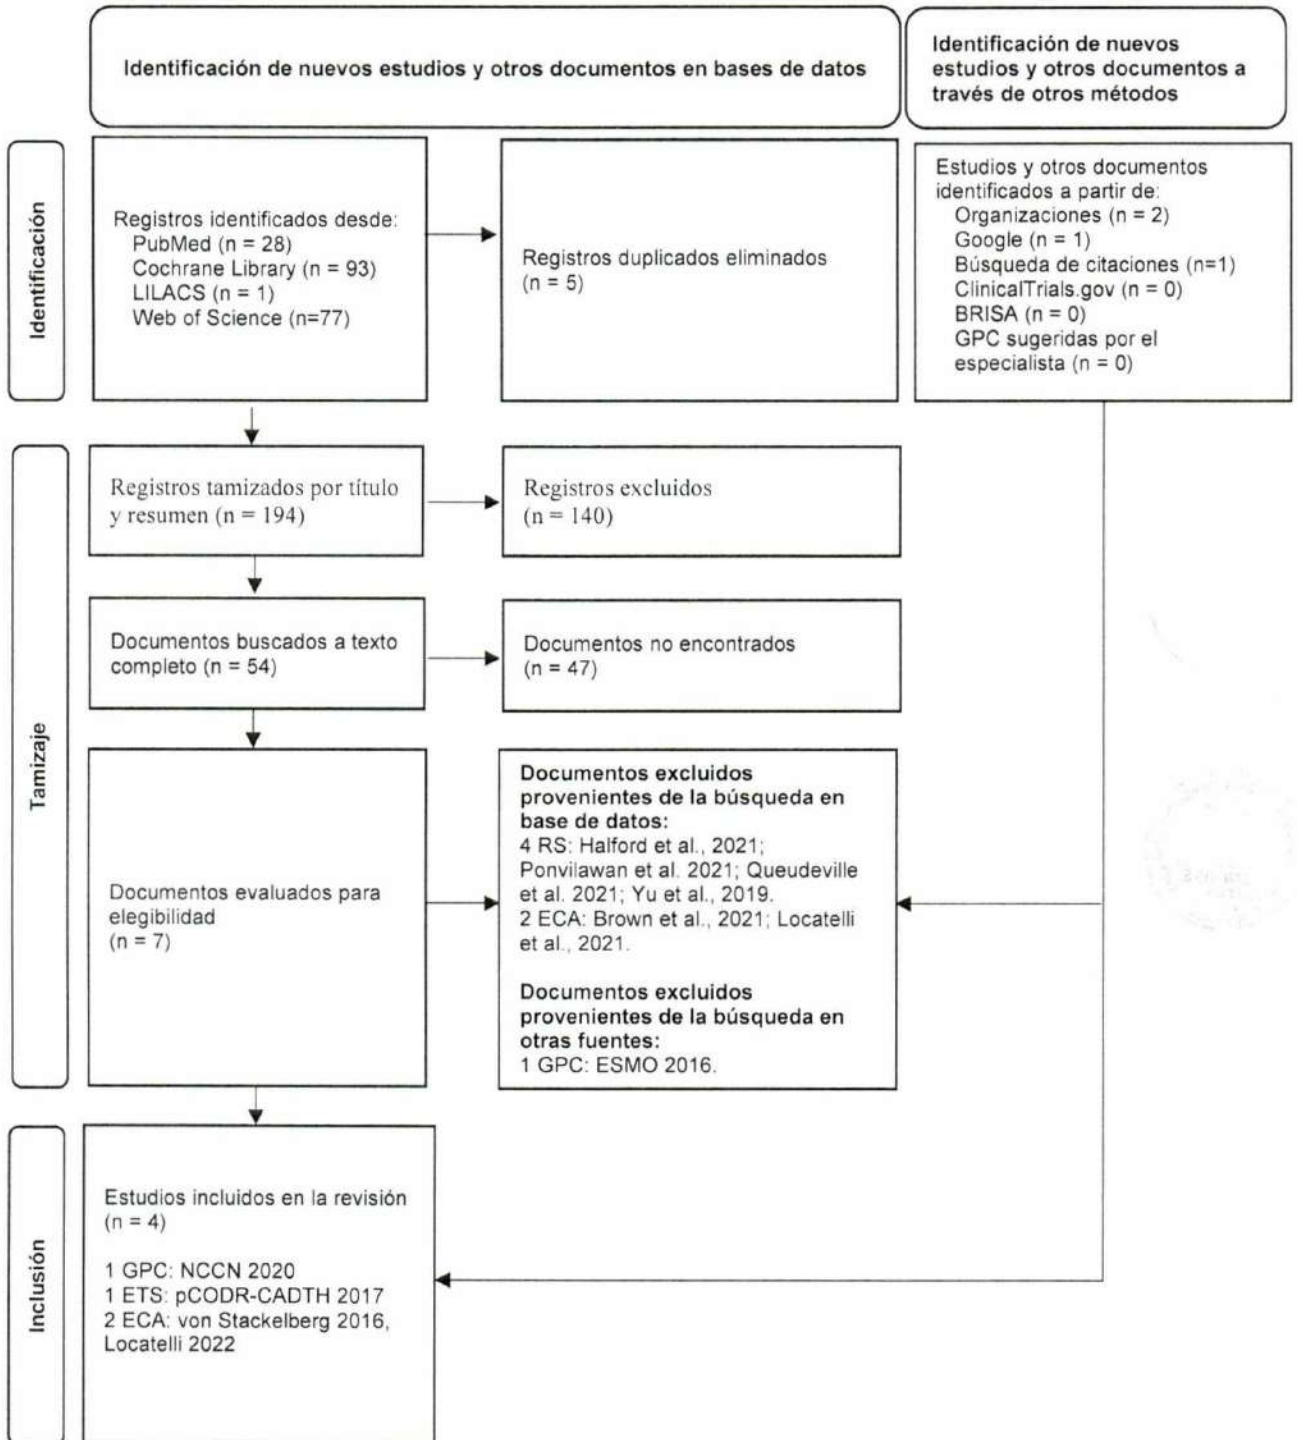 Identificación de nuevos estudios y otros documentos en bases de datos
Identificación de nuevos
estudios y otros documentos a
través de otros métodos
Identificación
Registros identificados desde:
PubMed (n = 28)
Cochrane Library (n = 93)
LILACS (n = 1)
Web of Science (n=77)
Registros duplicados eliminados
(n = 5)
Estudios y otros documentos
identificados a partir de:
Organizaciones (n = 2)
Google (n = 1)
Búsqueda de citaciones (n=1)
ClinicalTrials.gov (n = 0)
BRISA (n = 0)
GPC sugeridas por el
especialista (n = 0)
Tamizaje
Registros tamizados por título
y resumen (n = 194)
Registros excluidos
(n = 140)
Documentos buscados a texto
completo (n = 54)
Documentos no encontrados
(n = 47)
Documentos evaluados para
elegibilidad
(n = 7)
Documentos excluidos
provenientes de la búsqueda en
base de datos:
4 RS: Halford et al., 2021;
Ponvilawan et al. 2021; Queudeville
et al. 2021; Yu et al., 2019.
2 ECA: Brown et al., 2021; Locatelli
et al., 2021.
Documentos excluidos
provenientes de la búsqueda en
otras fuentes:
1 GPC: ESMO 2016.
Inclusión
Estudios incluidos en la revisión
(n = 4)
1 GPC: NCCN 2020
1 ETS: pCODR-CADTH 2017
2 ECA: von Stackelberg 2016,
Locatelli 2022